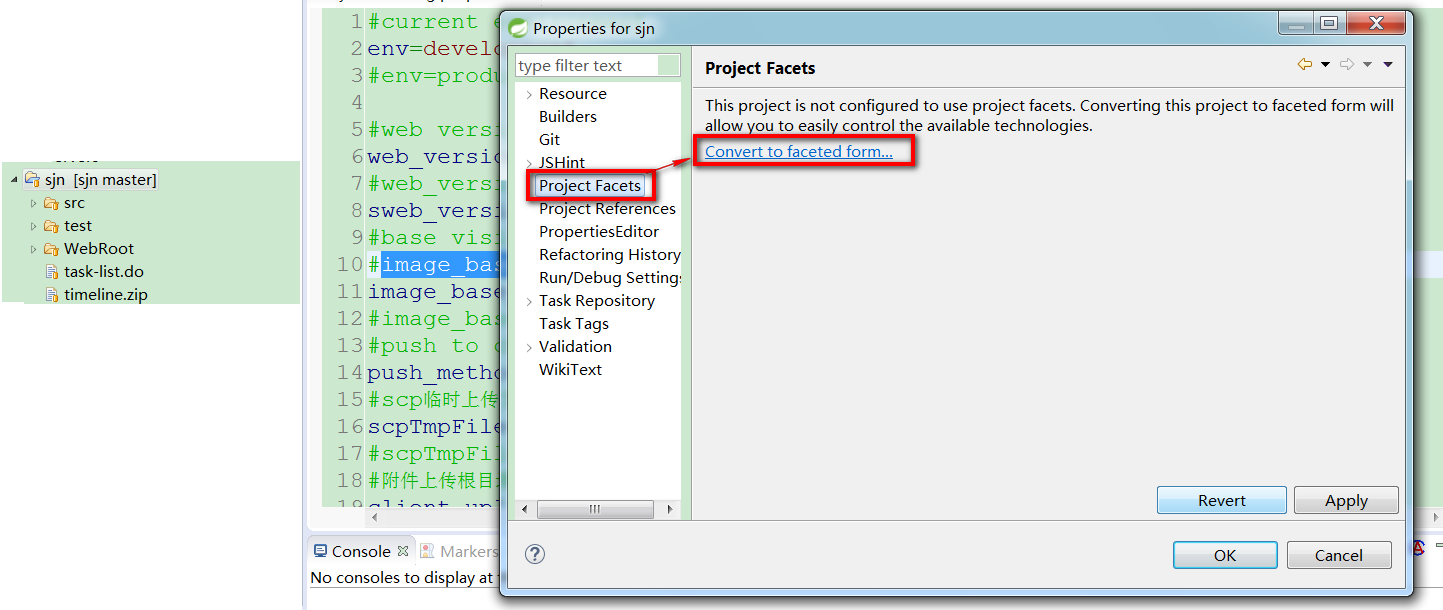 sjn [sjn master]
src
test
WebRoot
task-list.do
timeline.zip
1 #current
2 env=develo
3 #env=produ
4
5 #web versi
6 web_versio
7 #web_versi
8 sweb_versi
9 #base visi
10 #image_bas
11 image_base
12 #image_bas
13 #push to
14 push_metho
15 #scp临时上传
16 scpTmpFile
17 #scpTmpFil
18 #附件上传根目
19 client_upl
Console
Markers
No consoles to display at
Properties for sjn
type filter text
Resource
Builders
Git
JSHint
Project Facets
Project References
PropertiesEditor
Refactoring History
Run/Debug Settings
Task Repository
Task Tags
Validation
WikiText
Project Facets
This project is not configured to use project facets. Converting this project to faceted form will
allow you to easily control the available technologies.
Convert to faceted form...
Revert
Apply
OK
Cancel